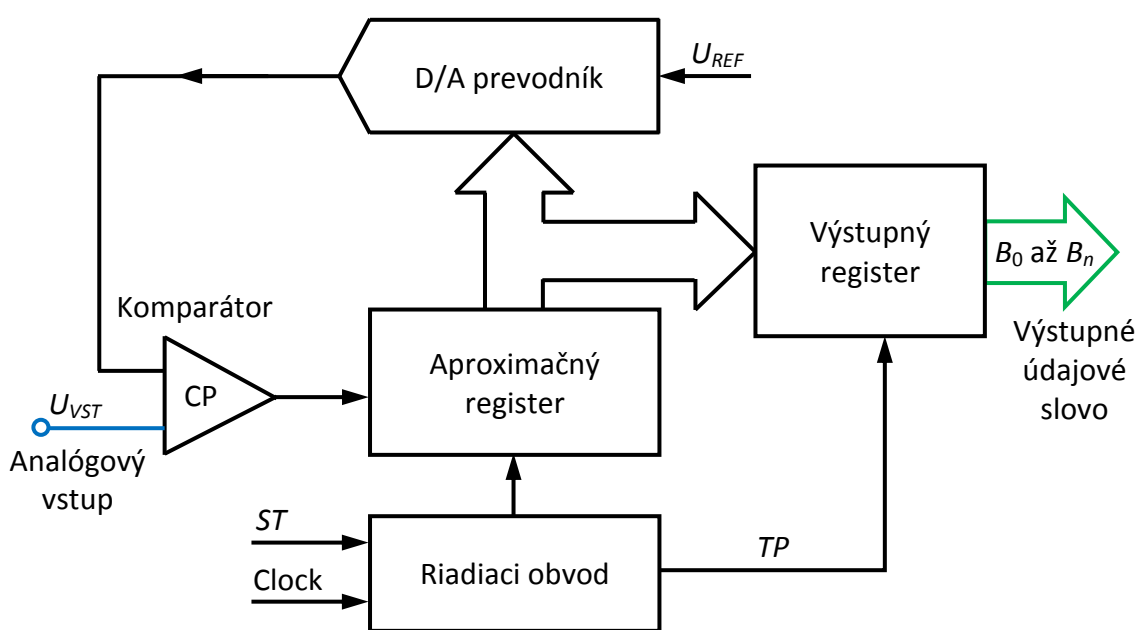 D/A prevodník
U_REF
Výstupný
register
B_0 až B_n
Výstupné
údajové
slovo
Komparátor
CP
U_VST
Analógový
vstup
Aproximačný
register
ST
Clock
Riadiaci obvod
TP